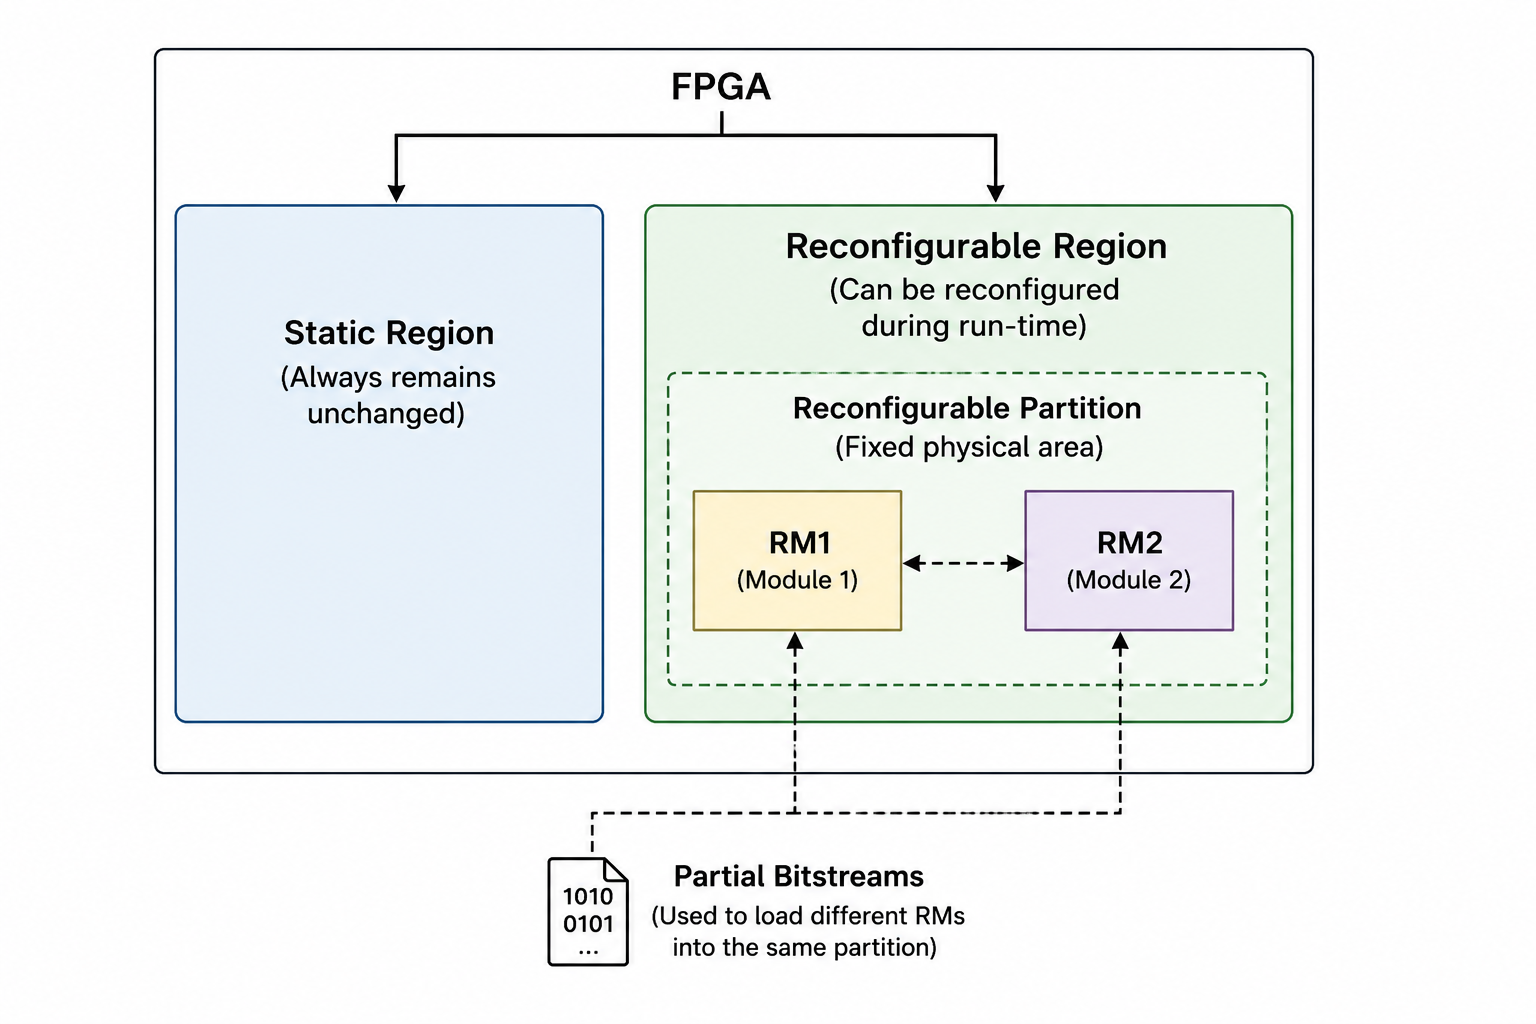 FPGA
Static Region
(Always remains
unchanged)
Reconfigurable Region
(Can be reconfigured
during run-time)
Reconfigurable Partition
(Fixed physical area)
RM1
(Module 1)
RM2
(Module 2)
1010
0101
...
Partial Bitstreams
(Used to load different RMs
into the same partition)